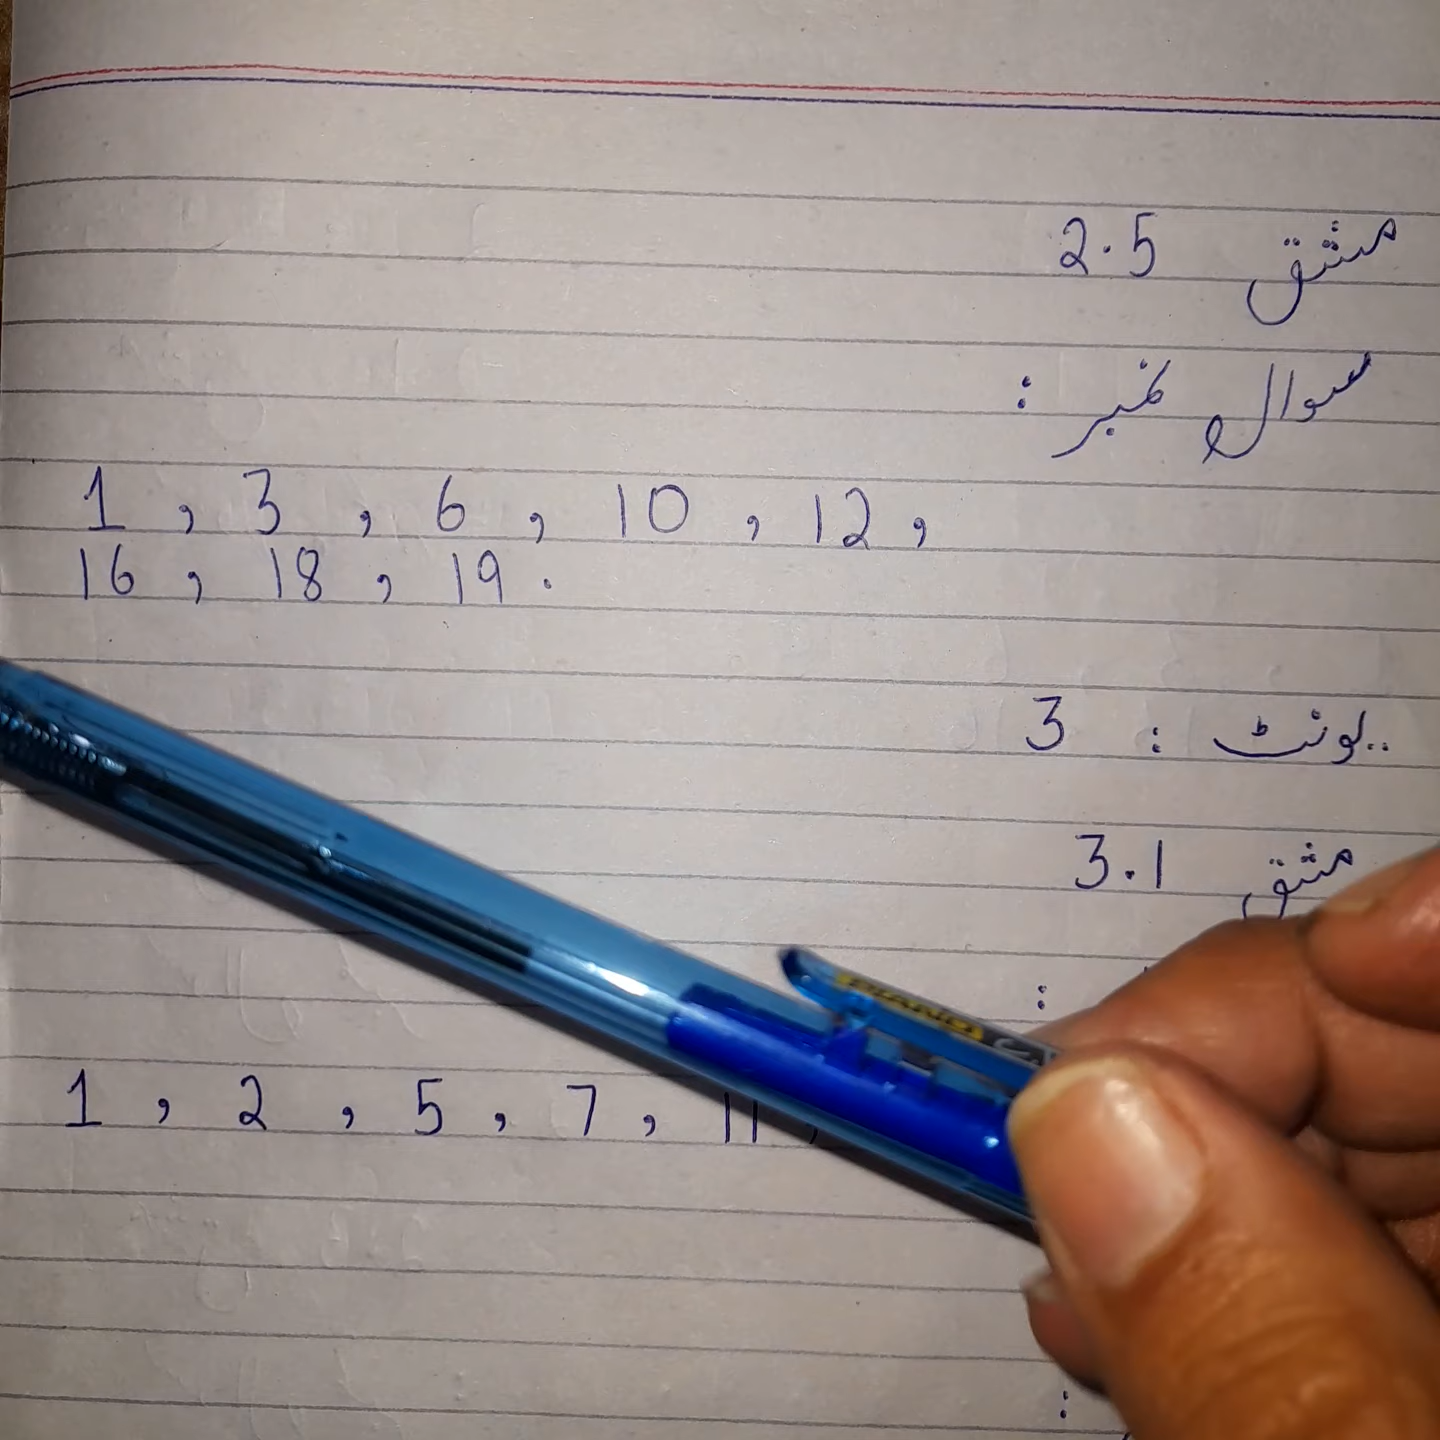 مشق 2.5
سوال نمبر :
1 , 3 , 6 , 10 , 12 ,
16 , 18 , 19 .
یونٹ : 3
مشق 3.1
:
1 , 2 , 5 , 7 , 11 ,
PIANO
: